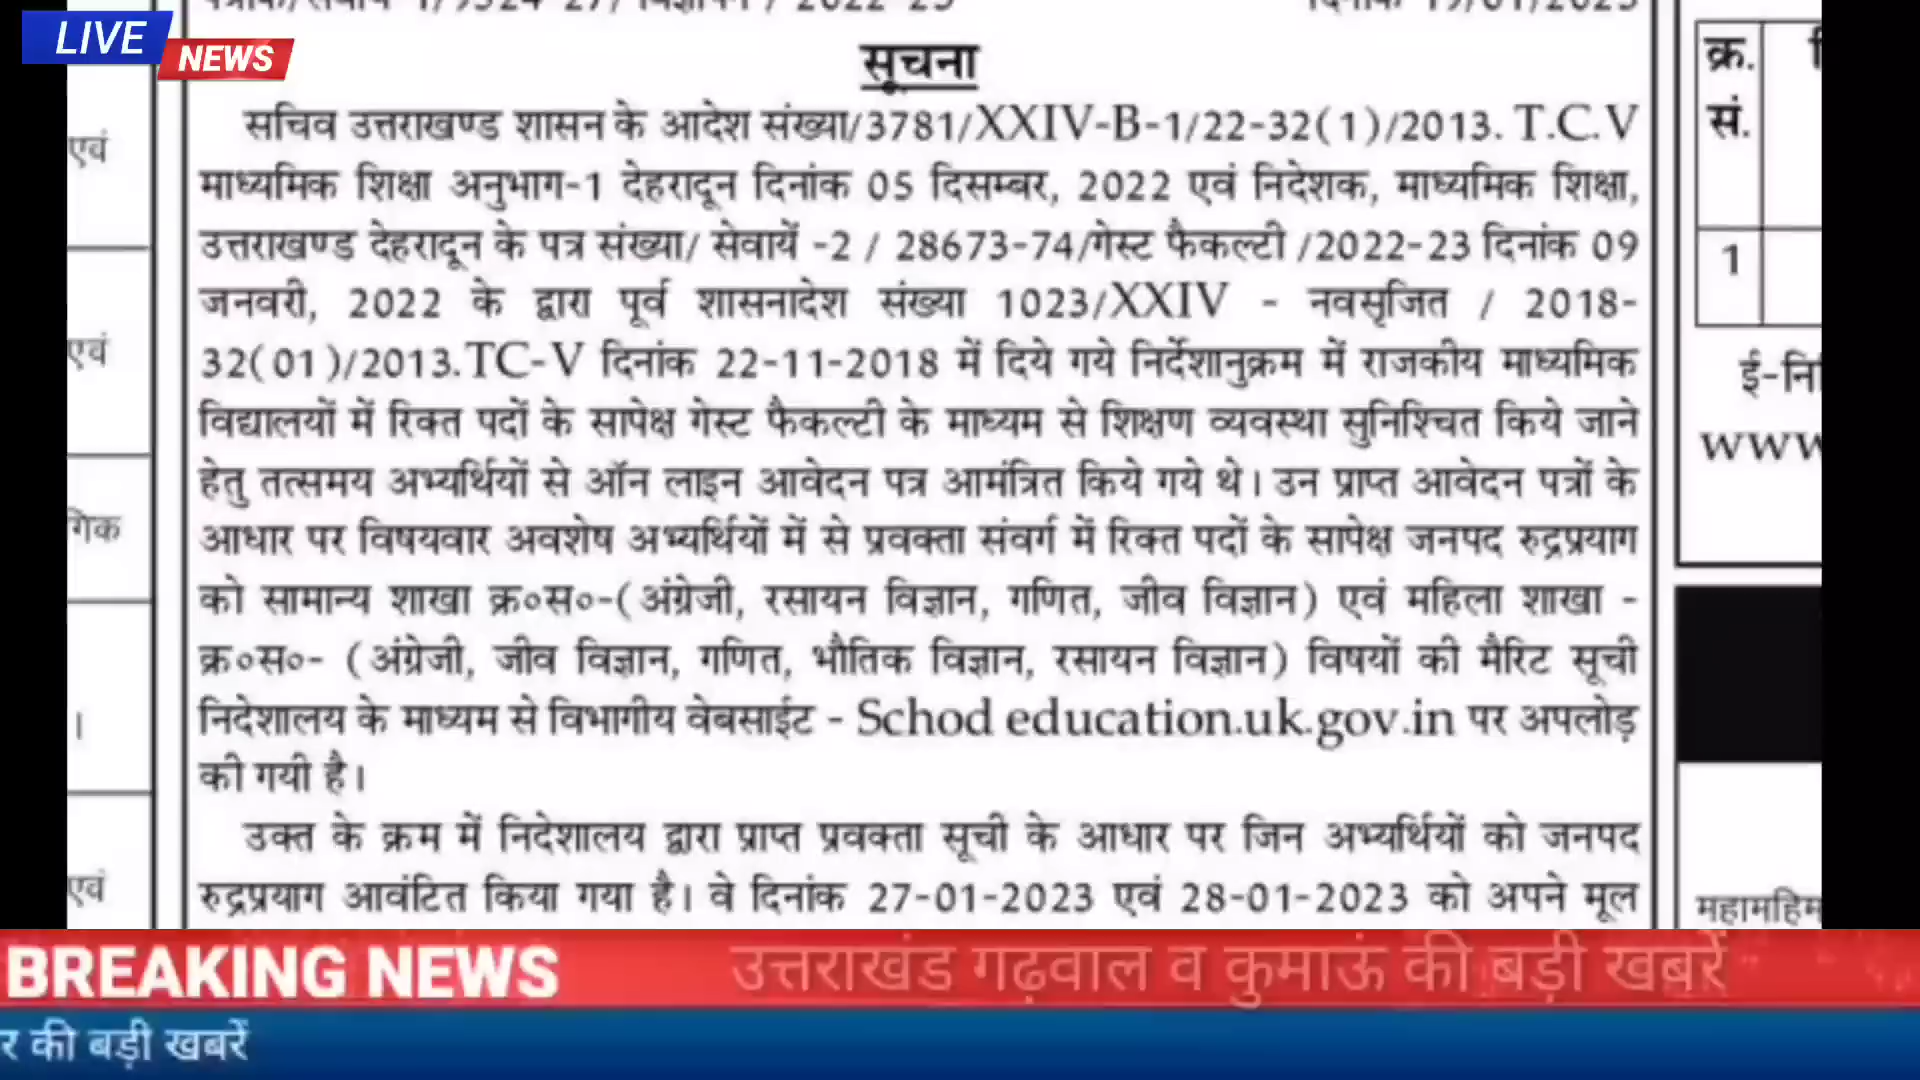 LIVE
NEWS
सूचना
सचिव उत्तराखण्ड शासन के आदेश संख्या/3781/XXIV-B-1/22-32(1)/2013. T.C.V
माध्यमिक शिक्षा अनुभाग-1 देहरादून दिनांक 05 दिसम्बर, 2022 एवं निदेशक, माध्यमिक शिक्षा,
उत्तराखण्ड देहरादून के पत्र संख्या/ सेवायें -2 / 28673-74/गेस्ट फैकल्टी /2022-23 दिनांक 09
जनवरी, 2022 के द्वारा पूर्व शासनादेश संख्या 1023/XXIV - नवसृजित / 2018-
32(01)/2013.TC-V दिनांक 22-11-2018 में दिये गये निर्देशानुक्रम में राजकीय माध्यमिक
विद्यालयों में रिक्त पदों के सापेक्ष गेस्ट फैकल्टी के माध्यम से शिक्षण व्यवस्था सुनिश्चित किये जाने
हेतु तत्समय अभ्यर्थियों से ऑन लाइन आवेदन पत्र आमंत्रित किये गये थे। उन प्राप्त आवेदन पत्रों के
आधार पर विषयवार अवशेष अभ्यर्थियों में से प्रवक्ता संवर्ग में रिक्त पदों के सापेक्ष जनपद रुद्रप्रयाग
को सामान्य शाखा क्र०स०-(अंग्रेजी, रसायन विज्ञान, गणित, जीव विज्ञान) एवं महिला शाखा -
क्र०स०- (अंग्रेजी, जीव विज्ञान, गणित, भौतिक विज्ञान, रसायन विज्ञान) विषयों की मैरिट सूची
निदेशालय के माध्यम से विभागीय वेबसाईट - Schod education.uk.gov.in पर अपलोड़
की गयी है।
उक्त के क्रम में निदेशालय द्वारा प्राप्त प्रवक्ता सूची के आधार पर जिन अभ्यर्थियों को जनपद
रुद्रप्रयाग आवंटित किया गया है। वे दिनांक 27-01-2023 एवं 28-01-2023 को अपने मूल
एवं
एवं
गिक
।
एवं
क्र.
सं.
1
ई-नि
www
महामहिम
BREAKING NEWS
उत्तराखंड गढ़वाल व कुमाऊं की बड़ी खबरें
र की बड़ी खबरें